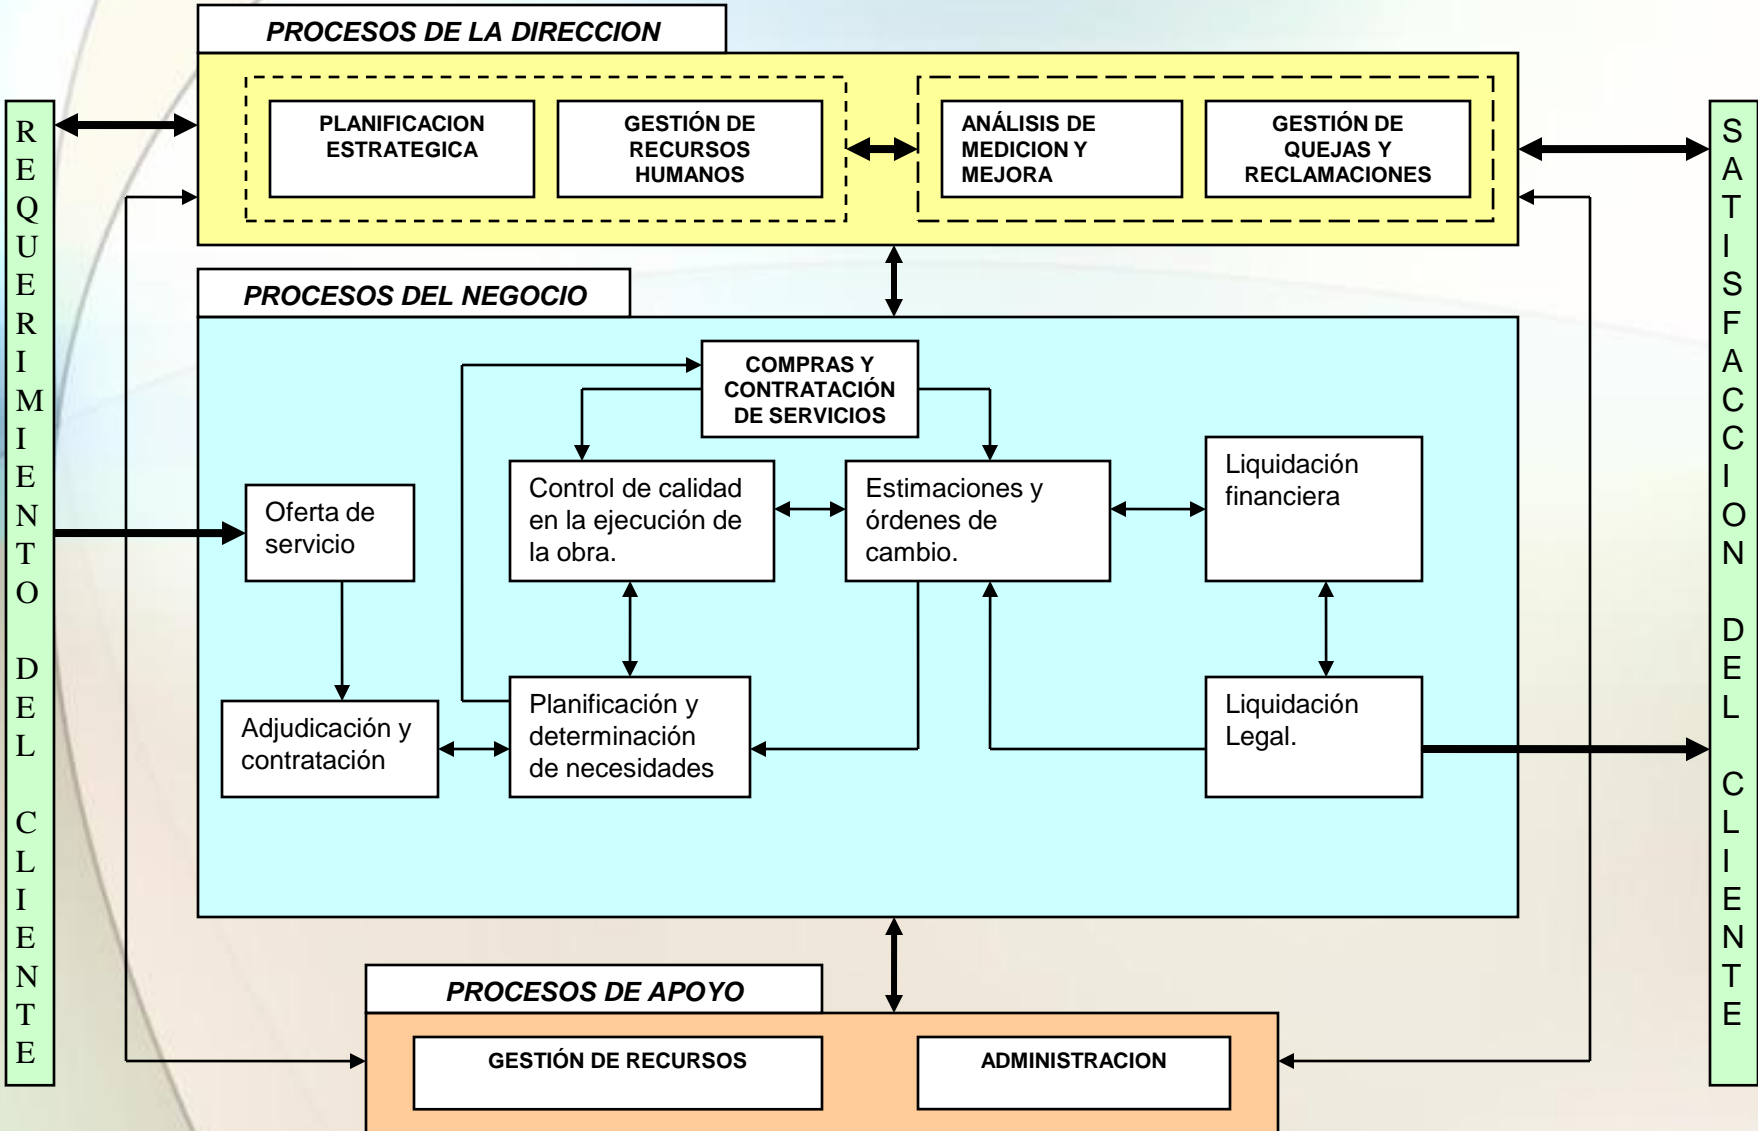 PROCESOS DE LA DIRECCION
PLANIFICACION
ESTRATEGICA
GESTIÓN DE
RECURSOS
HUMANOS
ANÁLISIS DE
MEDICION Y
MEJORA
GESTIÓN DE
QUEJAS Y
RECLAMACIONES
REQUERIMIENTO DEL CLIENTE
PROCESOS DEL NEGOCIO
COMPRAS Y
CONTRATACIÓN
DE SERVICIOS
Oferta de
servicio
Control de calidad
en la ejecución de
la obra.
Estimaciones y
órdenes de
cambio.
Liquidación
financiera
Adjudicación y
contratación
Planificación y
determinación
de necesidades
Liquidación
Legal.
SATISFACCION DEL CLIENTE
PROCESOS DE APOYO
GESTIÓN DE RECURSOS
ADMINISTRACION